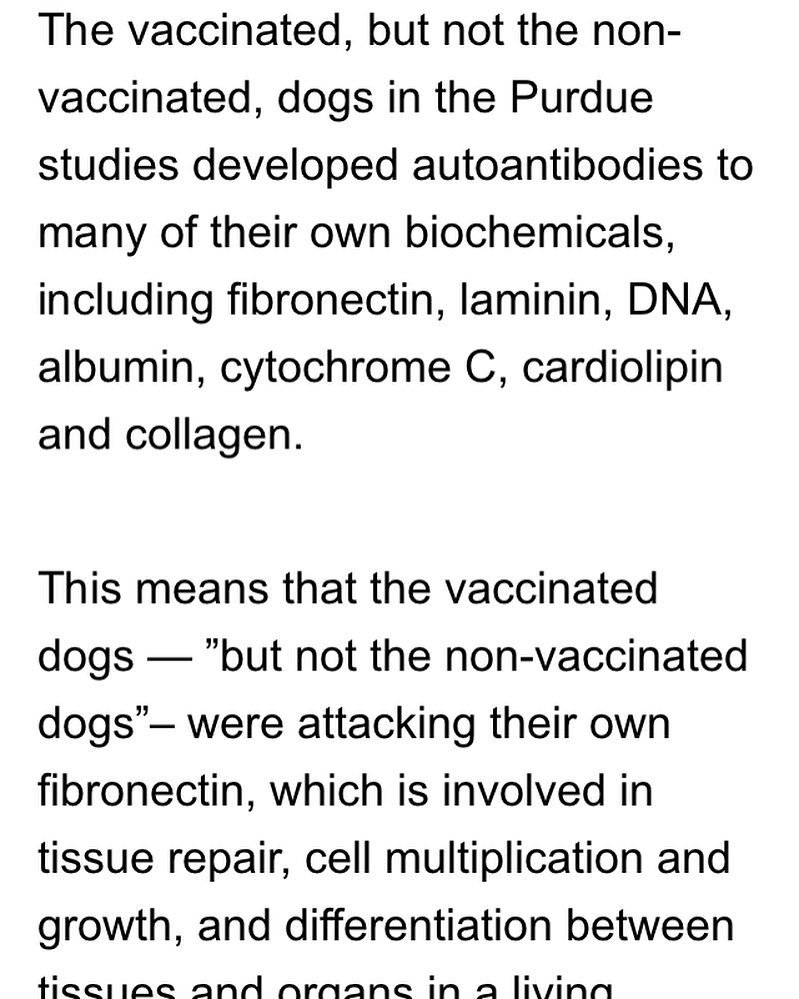 The vaccinated, but not the non-
vaccinated, dogs in the Purdue
studies developed autoantibodies to
many of their own biochemicals,
including fibronectin, laminin, DNA,
albumin, cytochrome C, cardiolipin
and collagen.
This means that the vaccinated
dogs — ”but not the non-vaccinated
dogs”– were attacking their own
fibronectin, which is involved in
tissue repair, cell multiplication and
growth, and differentiation between
tissues and organs in a living